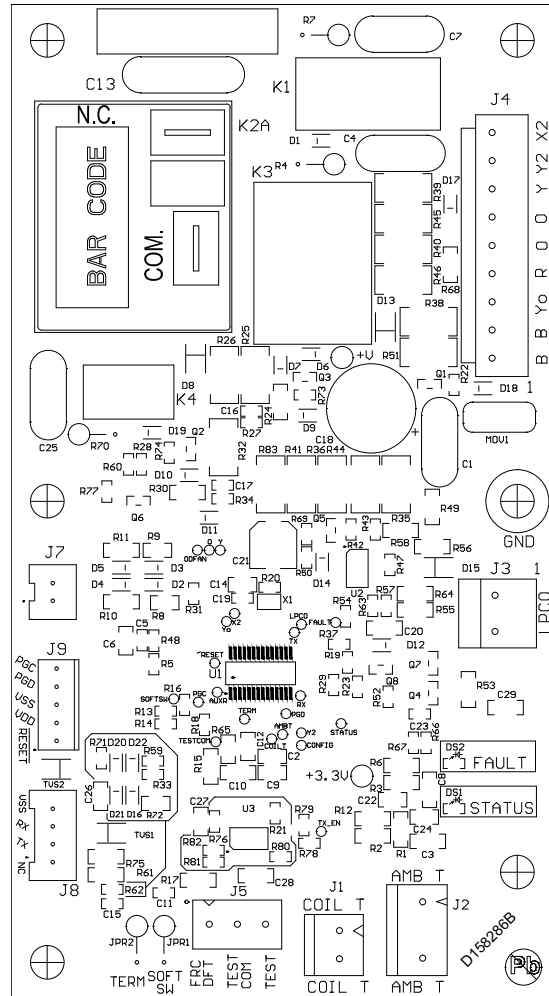 R7
C7
C13
K1
J4
N.C.
K2A
D1
C4
X2
R4
Y2
K3
R39
D17
Y
BAR CODE
R45
O
COM.
R40
O
R46
R68
R
D13
R38
Yo
R26
R25
B
R51
B
D6
+V
D7
Q3
Q1
R22
D8
R73
D18
1
K4
C16
R24
R27
D9
MOV1
C25
R70
D19
Q2
C18
+
R28
R74
R32
C1
R60
D10
R83
R41
R36
R44
R77
R30
C17
R34
R49
Q6
D11
R69
Q5
R43
R35
GND
R11
R9
ODFAN
O
Y
C21
R58
R56
J7
R50
R42
R47
D5
D3
D14
D15
J3
1
D4
D2
C14
R20
U2
LPCO
R10
R8
R31
C19
X1
R54
R63
R57
R64
R55
X2
Yo
LPCO
FAULT
C20
J9
C6
C5
R48
TX
R37
D12
PGC
R5
RESET
R19
Q7
PGD
U1
Q8
VSS
SOFTSW
R16
PGC
AUXR
RX
R29
R23
R52
Q4
R53
C29
VDD
R13
PGD
RESET
R14
R18
TERM
STATUS
C23
AMBT
Y2
R66
TESTCOM
R65
C12
COILT
CONFIG
R67
DS2
R71
D20
D22
R59
R15
C2
R6
FAULT
TVS2
R33
C10
C9
+3.3V
R3
C8
DS1
C26
C22
STATUS
VSS
D21
D16
R72
C27
U3
R79
TX_EN
R12
C24
RX
TVS1
R82
R76
R21
TX
R75
R81
R80
R78
R2
R1
C3
NC
R61
R17
J5
C28
J1
AMB T
J8
R62
COIL T
J2
C15
C11
JPR2
JPR1
D158286B
TERM
SOFT SW
FRC DFT
TEST COM
TEST
COIL T
AMB T
Pb